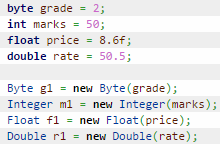 byte grade = 2;
int marks = 50;
float price = 8.6f;
double rate = 50.5;
Byte g1 = new Byte(grade);
Integer m1 = new Integer(marks);
Float f1 = new Float(price);
Double r1 = new Double(rate);